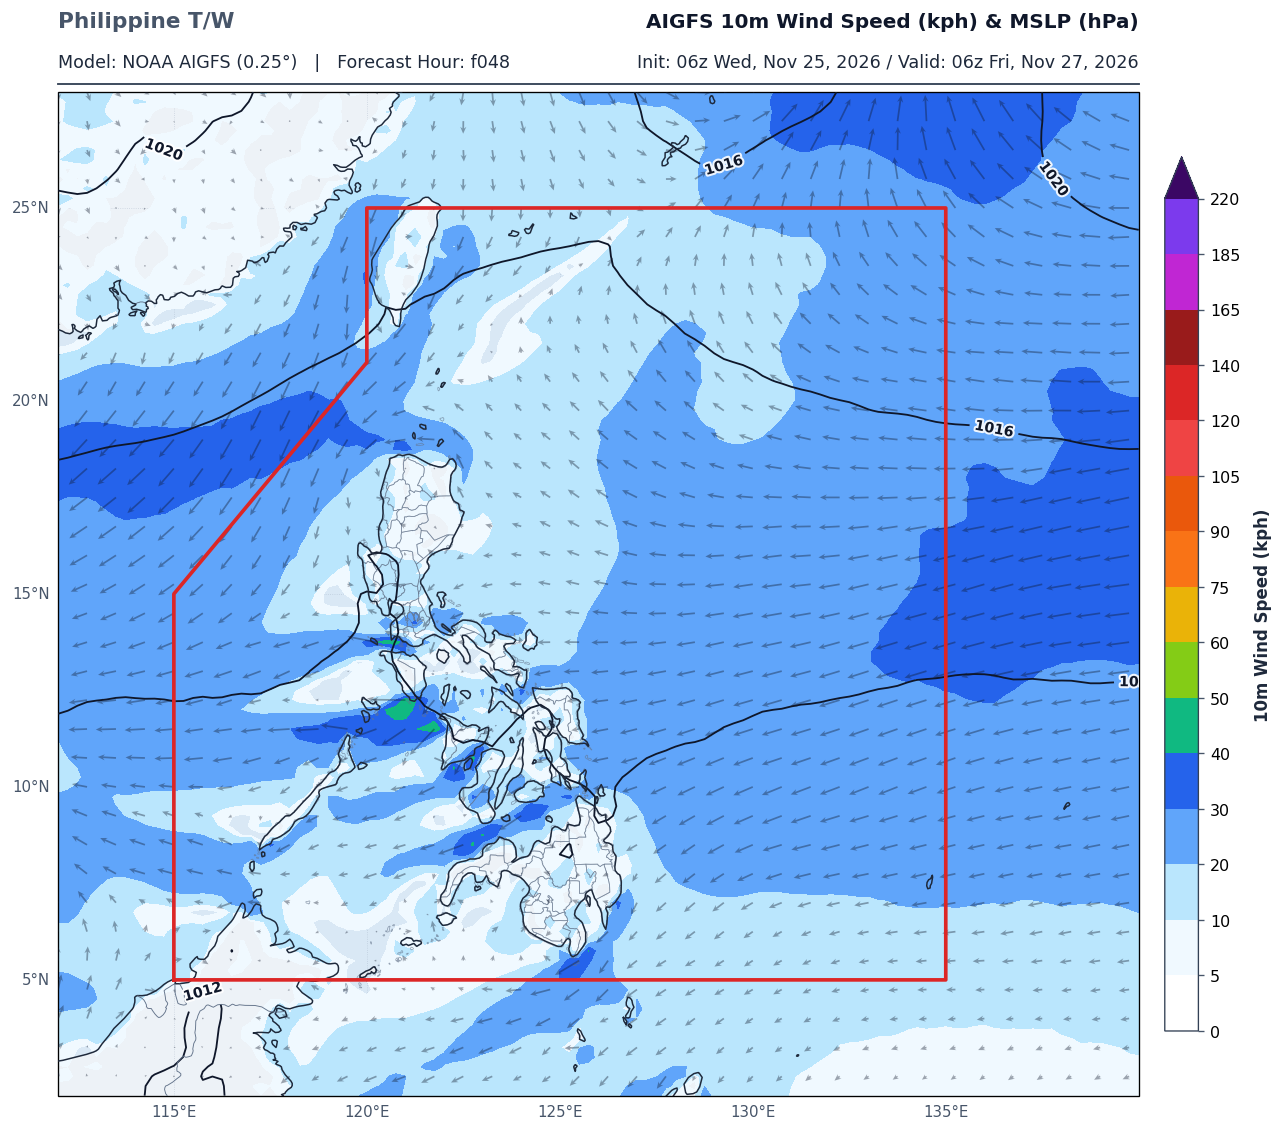 Philippine T/W
AIGFS 10m Wind Speed (kph) & MSLP (hPa)
Model: NOAA AIGFS (0.25°) | Forecast Hour: f048
Init: 06z Wed, Nov 25, 2026 / Valid: 06z Fri, Nov 27, 2026
1020
1016
1020
1016
10
1012
25°N
20°N
15°N
10°N
5°N
115°E
120°E
125°E
130°E
135°E
220
185
165
140
120
105
90
75
60
50
40
30
20
10
5
0
10m Wind Speed (kph)